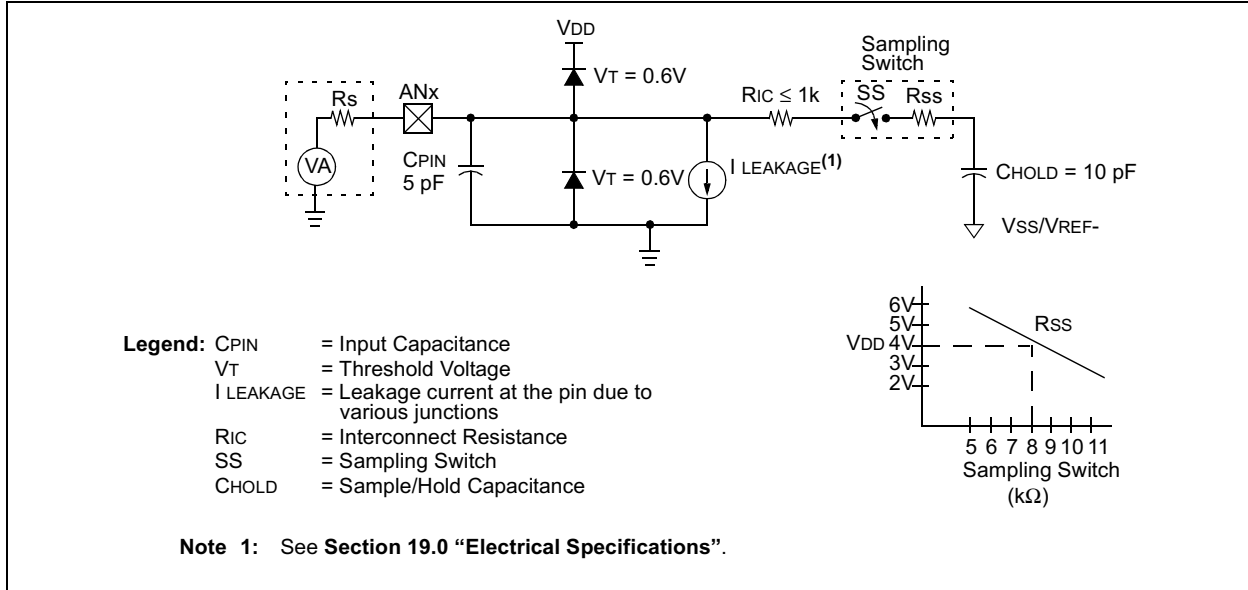 VDD
Sampling
Switch
VT = 0.6V
RIC ≤ 1k
SS
RSS
Rs
ANx
VA
CPIN
5 pF
VT = 0.6V
I LEAKAGE(1)
CHOLD = 10 pF
VSS/VREF-
6V
5V
VDD 4V
3V
2V
RSS
5 6 7 8 9 10 11
Sampling Switch
(kΩ)
Legend: CPIN = Input Capacitance
VT = Threshold Voltage
I LEAKAGE = Leakage current at the pin due to
various junctions
RIC = Interconnect Resistance
SS = Sampling Switch
CHOLD = Sample/Hold Capacitance
Note 1: See Section 19.0 “Electrical Specifications”.